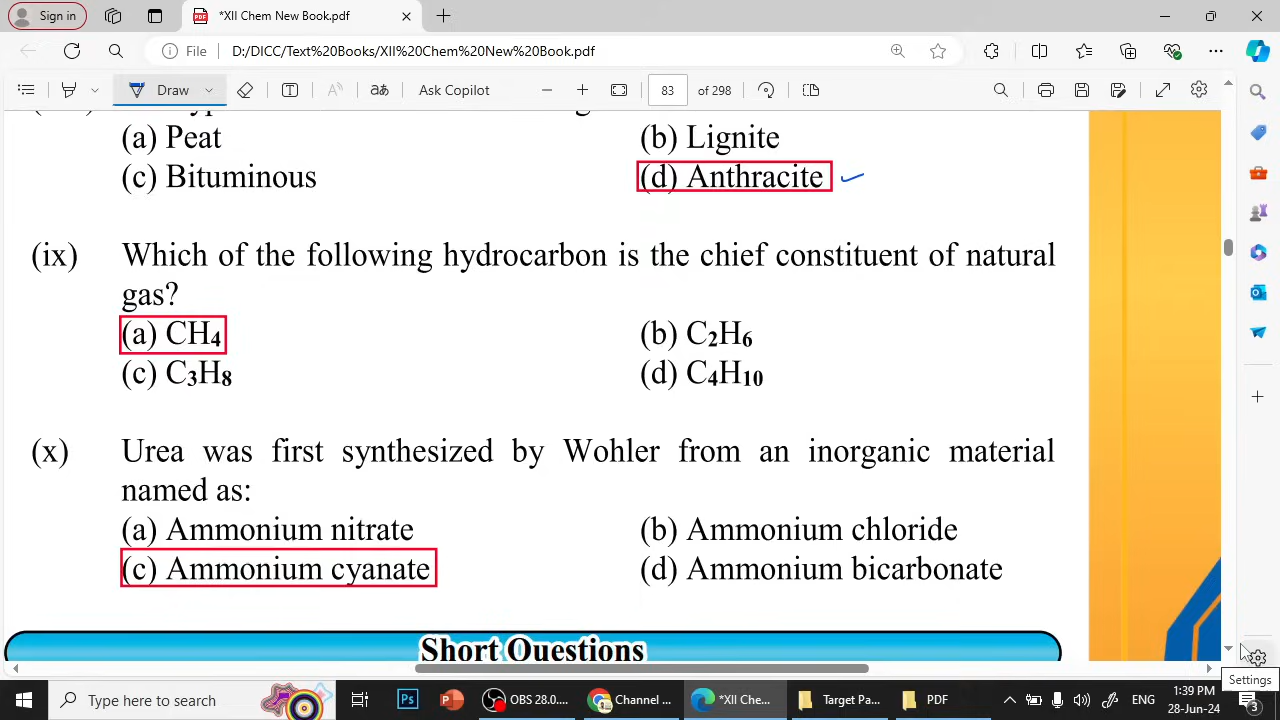 Sign in
*XII Chem New Book.pdf
File
D:/DICC/Text%20Books/XII%20Chem%20New%20Book.pdf
Draw
Ask Copilot
83 of 298
(a) Peat (b) Lignite
(c) Bituminous (d) Anthracite
(ix) Which of the following hydrocarbon is the chief constituent of natural
gas?
(a) CH4 (b) C2H6
(c) C3H8 (d) C4H10
(x) Urea was first synthesized by Wohler from an inorganic material
named as:
(a) Ammonium nitrate (b) Ammonium chloride
(c) Ammonium cyanate (d) Ammonium bicarbonate
Short Questions
Settings
Type here to search
Ps
OBS 28.0....
Channel ...
*XII Che...
Target Pa...
PDF
ENG
1:39 PM
28-Jun-24
3